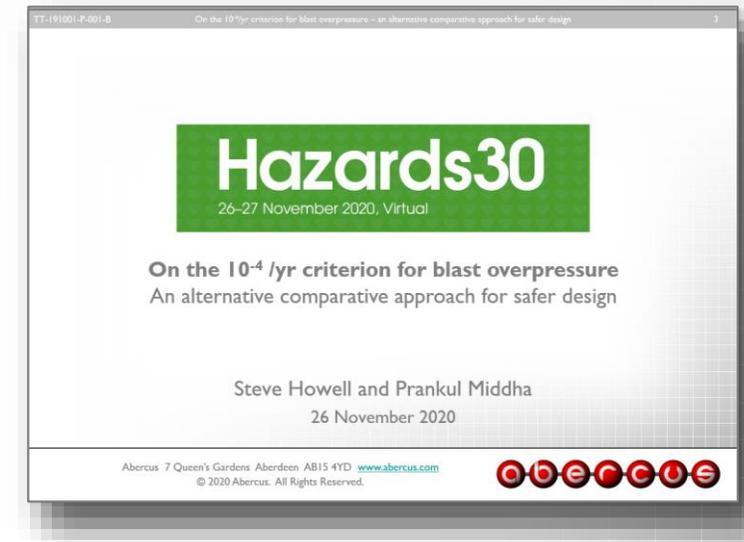 TT-191001-P-001-B On the 10⁻⁴/yr criterion for blast overpressure – an alternative comparative approach for safer design 3
Hazards30
26–27 November 2020, Virtual
On the 10⁻⁴ /yr criterion for blast overpressure
An alternative comparative approach for safer design
Steve Howell and Prankul Middha
26 November 2020
Abercus 7 Queen's Gardens Aberdeen AB15 4YD www.abercus.com
© 2020 Abercus. All Rights Reserved.
abercus